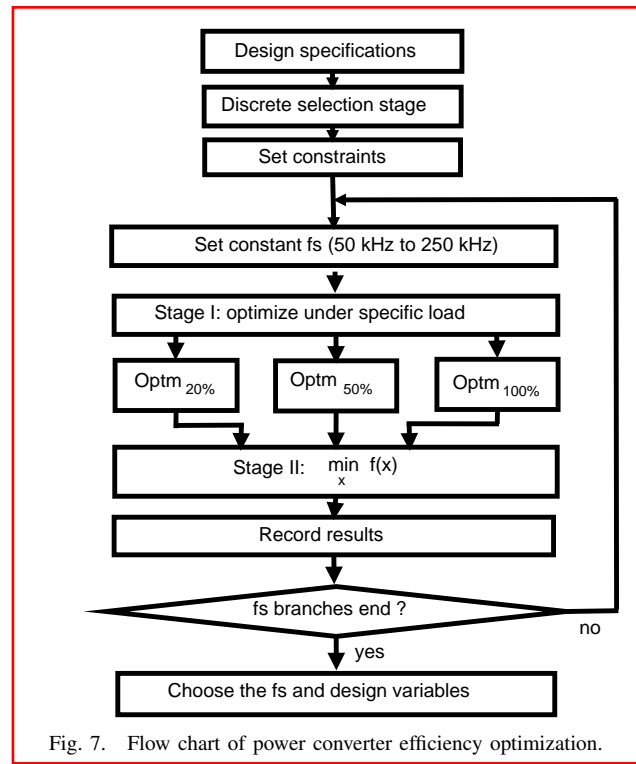 Design specifications
Discrete selection stage
Set constraints
Set constant fs (50 kHz to 250 kHz)
Stage I: optimize under specific load
Optm 20%
Optm 50%
Optm 100%
Stage II: min f(x)
x
Record results
fs branches end ?
no
yes
Choose the fs and design variables
Fig. 7. Flow chart of power converter efficiency optimization.